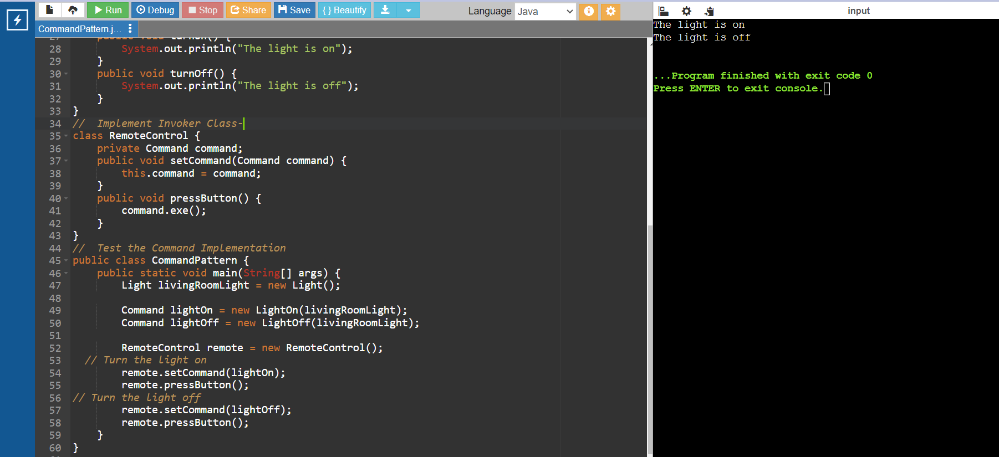 Run Debug Stop Share Save { } Beautify Language Java
CommandPattern.j...
input
27 public void turnOn() {
28 System.out.println("The light is on");
29 }
30 public void turnOff() {
31 System.out.println("The light is off");
32 }
33 }
34 //  Implement Invoker Class-
35 class RemoteControl {
36 private Command command;
37 public void setCommand(Command command) {
38 this.command = command;
39 }
40 public void pressButton() {
41 command.exe();
42 }
43 }
44 //  Test the Command Implementation
45 public class CommandPattern {
46 public static void main(String[] args) {
47 Light livingRoomLight = new Light();
48
49 Command lightOn = new LightOn(livingRoomLight);
50 Command lightOff = new LightOff(livingRoomLight);
51
52 RemoteControl remote = new RemoteControl();
53 // Turn the light on
54 remote.setCommand(lightOn);
55 remote.pressButton();
56 // Turn the light off
57 remote.setCommand(lightOff);
58 remote.pressButton();
59 }
60 }
The light is on
The light is off
...Program finished with exit code 0
Press ENTER to exit console.